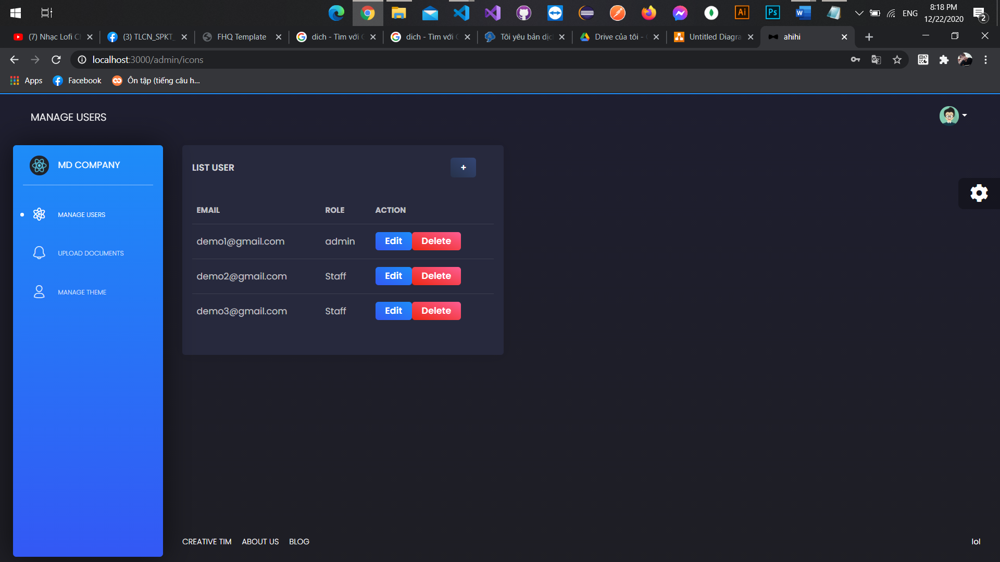 8:18 PM
ENG
12/22/2020
2
(7) Nhạc Lofi
(3) TLCN_SPKT_
FHQ Template
dich - Tìm với
dich - Tìm với
Tôi yêu bản
Drive của tôi -
Untitled Diagra
ahihi
localhost:3000/admin/icons
Apps
Facebook
Ôn tập (tiếng câu h...
MANAGE USERS
MD COMPANY
MANAGE USERS
UPLOAD DOCUMENTS
MANAGE THEME
LIST USER
+
EMAIL ROLE ACTION
demo1@gmail.com admin Edit Delete
demo2@gmail.com Staff Edit Delete
demo3@gmail.com Staff Edit Delete
CREATIVE TIM ABOUT US BLOG
lol